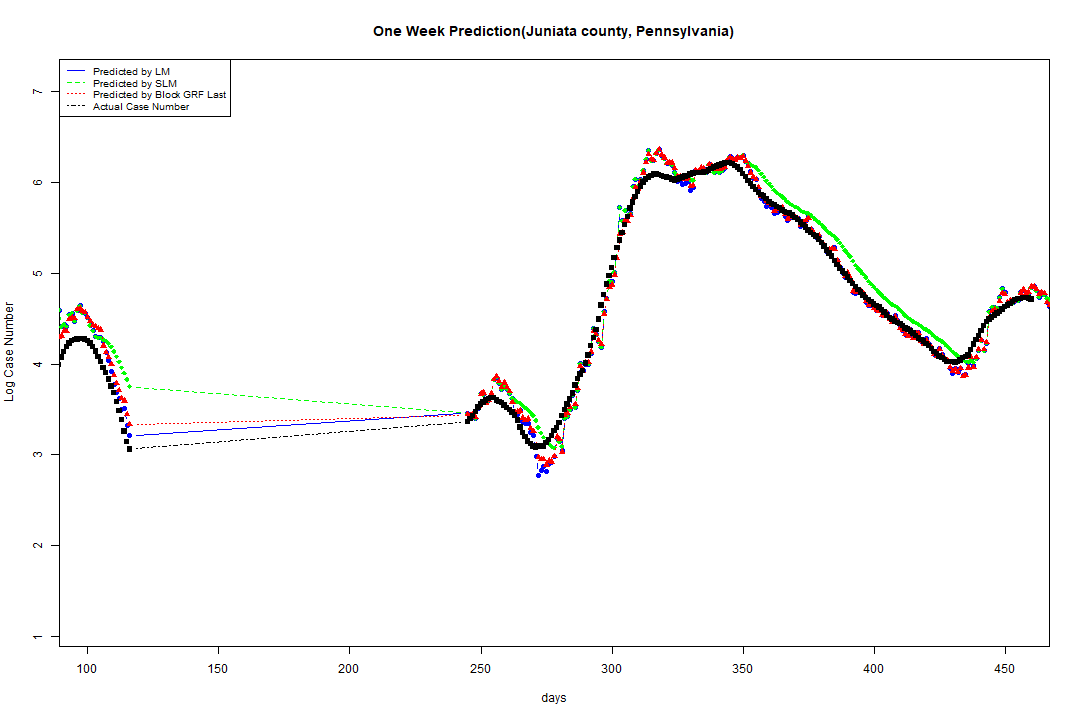 One Week Prediction(Juniata county, Pennsylvania)
Predicted by LM
Predicted by SLM
Predicted by Block GRF Last
Actual Case Number
7
6
5
4
3
2
1
Log Case Number
100 150 200 250 300 350 400 450
days